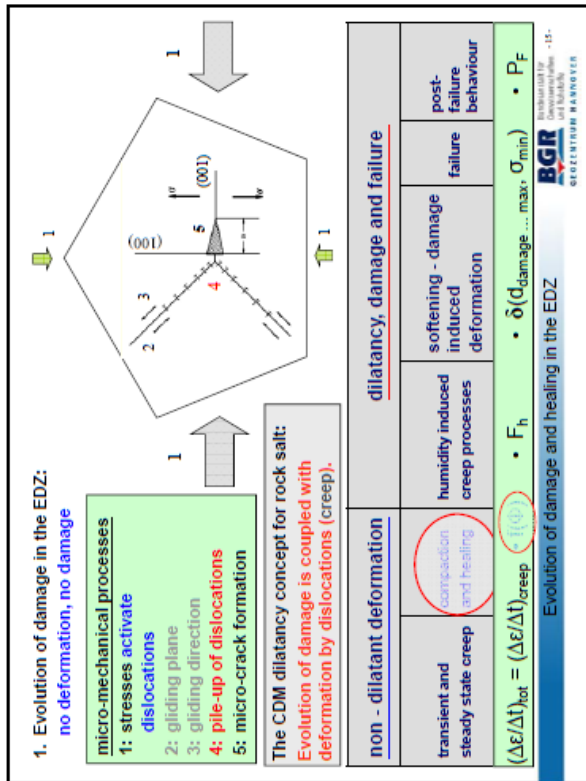 1. Evolution of damage in the EDZ:
no deformation, no damage
micro-mechanical processes
1: stresses activate
dislocations
2: gliding plane
3: gliding direction
4: pile-up of dislocations
5: micro-crack formation
1
1
1
1
2
3
4
5
(001)
(001)
σ
σ
The CDM dilatancy concept for rock salt:
Evolution of damage is coupled with
deformation by dislocations (creep).
non - dilatant deformation
dilatancy, damage and failure
transient and
steady state creep
compaction
and healing
humidity induced
creep processes
softening - damage
induced
deformation
failure
post-
failure
behaviour
(Δε/Δt)tot = (Δε/Δt)creep • f(Φ) • Fh • δ(ddamage ... max, σmin) • PF
Evolution of damage and healing in the EDZ
BGR
Bundesanstalt für
Geowissenschaften
und Rohstoffe
GEOZENTRUM HANNOVER
- 15 -